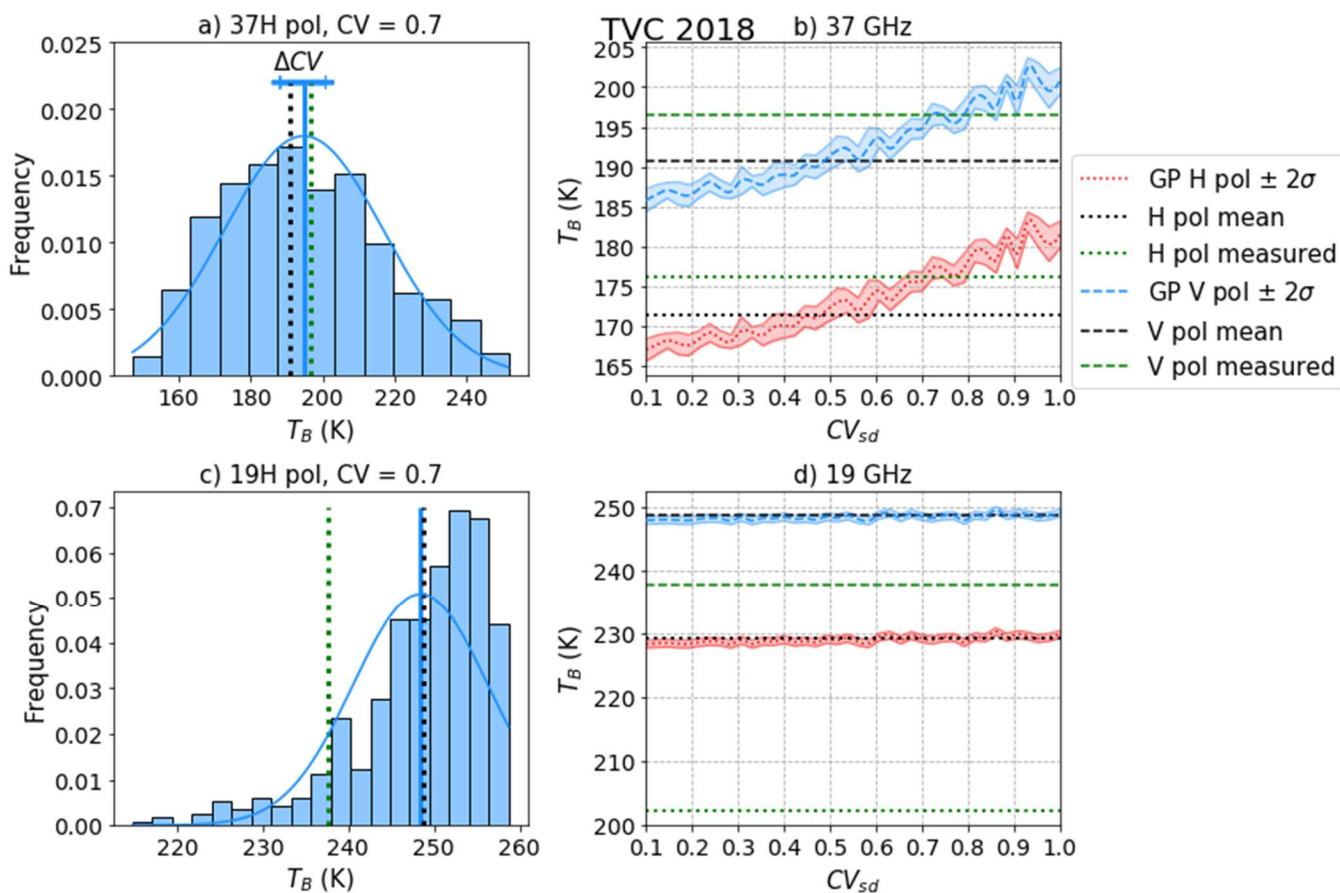 TVC 2018
a) 37H pol, CV = 0.7
ΔCV
0.025
0.020
0.015
0.010
0.005
0.000
Frequency
160 180 200 220 240
T_B (K)
b) 37 GHz
205
200
195
190
185
180
175
170
165
T_B (K)
0.1 0.2 0.3 0.4 0.5 0.6 0.7 0.8 0.9 1.0
CV_sd
GP H pol ± 2σ
H pol mean
H pol measured
GP V pol ± 2σ
V pol mean
V pol measured
c) 19H pol, CV = 0.7
0.07
0.06
0.05
0.04
0.03
0.02
0.01
0.00
Frequency
220 230 240 250 260
T_B (K)
d) 19 GHz
250
240
230
220
210
200
T_B (K)
0.1 0.2 0.3 0.4 0.5 0.6 0.7 0.8 0.9 1.0
CV_sd